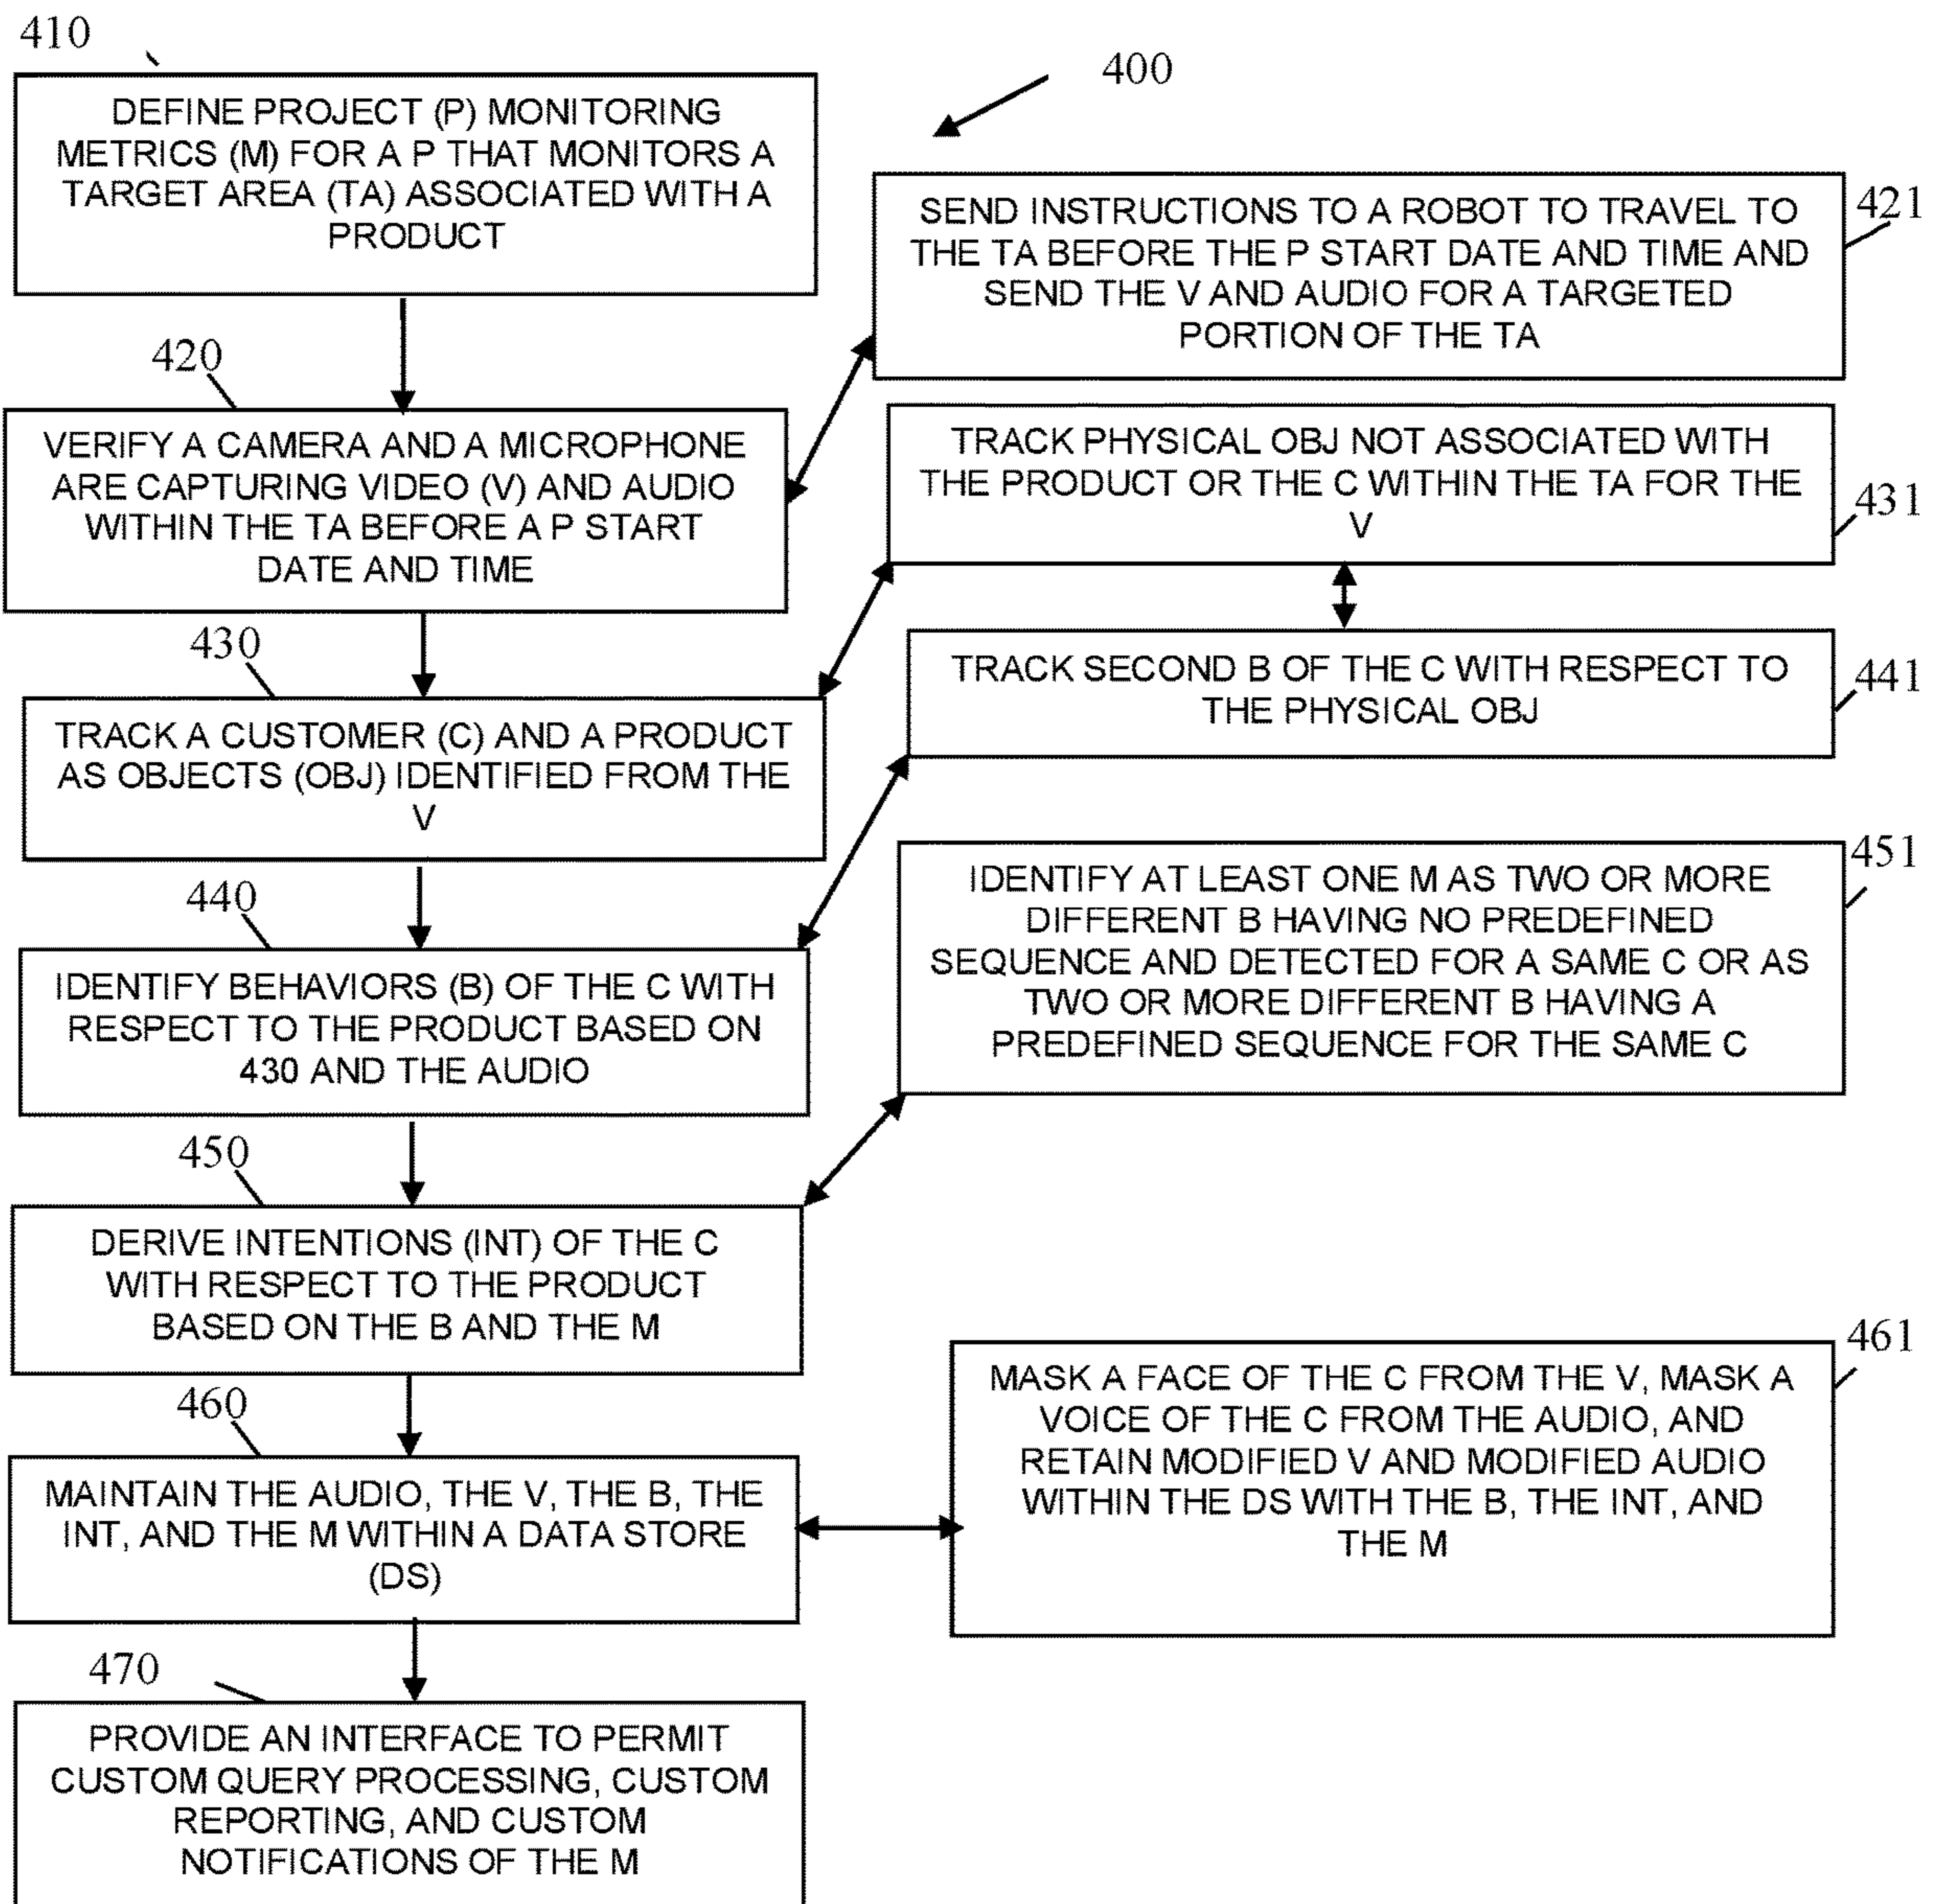 410
400
DEFINE PROJECT (P) MONITORING
METRICS (M) FOR A P THAT MONITORS A
TARGET AREA (TA) ASSOCIATED WITH A
PRODUCT
421
SEND INSTRUCTIONS TO A ROBOT TO TRAVEL TO
THE TA BEFORE THE P START DATE AND TIME AND
SEND THE V AND AUDIO FOR A TARGETED
PORTION OF THE TA
420
VERIFY A CAMERA AND A MICROPHONE
ARE CAPTURING VIDEO (V) AND AUDIO
WITHIN THE TA BEFORE A P START
DATE AND TIME
431
TRACK PHYSICAL OBJ NOT ASSOCIATED WITH
THE PRODUCT OR THE C WITHIN THE TA FOR THE
V
430
TRACK A CUSTOMER (C) AND A PRODUCT
AS OBJECTS (OBJ) IDENTIFIED FROM THE
V
441
TRACK SECOND B OF THE C WITH RESPECT TO
THE PHYSICAL OBJ
440
IDENTIFY BEHAVIORS (B) OF THE C WITH
RESPECT TO THE PRODUCT BASED ON
430 AND THE AUDIO
451
IDENTIFY AT LEAST ONE M AS TWO OR MORE
DIFFERENT B HAVING NO PREDEFINED
SEQUENCE AND DETECTED FOR A SAME C OR AS
TWO OR MORE DIFFERENT B HAVING A
PREDEFINED SEQUENCE FOR THE SAME C
450
DERIVE INTENTIONS (INT) OF THE C
WITH RESPECT TO THE PRODUCT
BASED ON THE B AND THE M
460
MAINTAIN THE AUDIO, THE V, THE B, THE
INT, AND THE M WITHIN A DATA STORE
(DS)
461
MASK A FACE OF THE C FROM THE V, MASK A
VOICE OF THE C FROM THE AUDIO, AND
RETAIN MODIFIED V AND MODIFIED AUDIO
WITHIN THE DS WITH THE B, THE INT, AND
THE M
470
PROVIDE AN INTERFACE TO PERMIT
CUSTOM QUERY PROCESSING, CUSTOM
REPORTING, AND CUSTOM
NOTIFICATIONS OF THE M